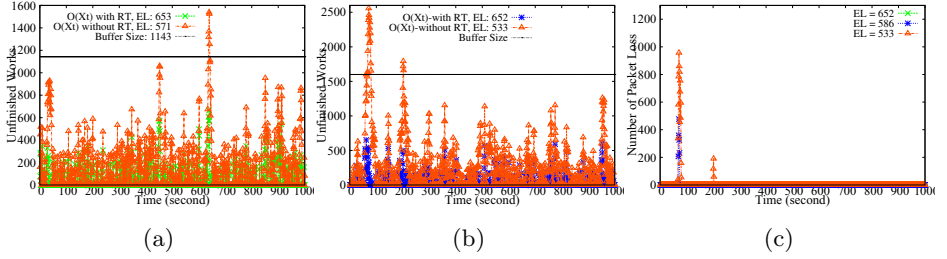 O(Xt) with RT, EL: 653
O(Xt) without RT, EL: 571
Buffer Size: 1143
Unfinished Works
1600
1400
1200
1000
800
600
400
200
0
100 200 300 400 500 600 700 800 900 1000
Time (second)
(a)
O(Xt)-with RT, EL: 652
O(Xt)-without RT, EL: 533
Buffer Size
Unfinished Works
2500
2000
1500
1000
500
0
100 200 300 400 500 600 700 800 900 1000
Time (second)
(b)
EL = 652
EL = 586
EL = 533
Number of Packet Loss
1200
1000
800
600
400
200
0
100 200 300 400 500 600 700 800 900 100
Time (second)
(c)